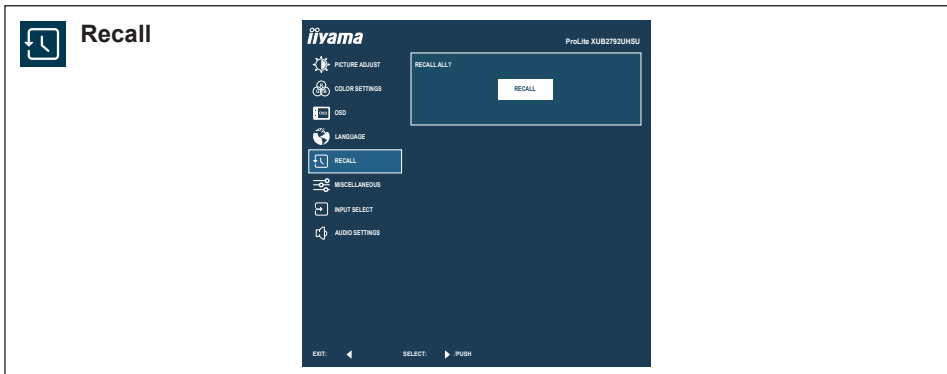 Recall
iiyama
ProLite XUB2792UHSU
PICTURE ADJUST
RECALL ALL?
RECALL
COLOR SETTINGS
OSD
OSD
LANGUAGE
RECALL
MISCELLANEOUS
INPUT SELECT
AUDIO SETTINGS
EXIT:
SELECT: /PUSH